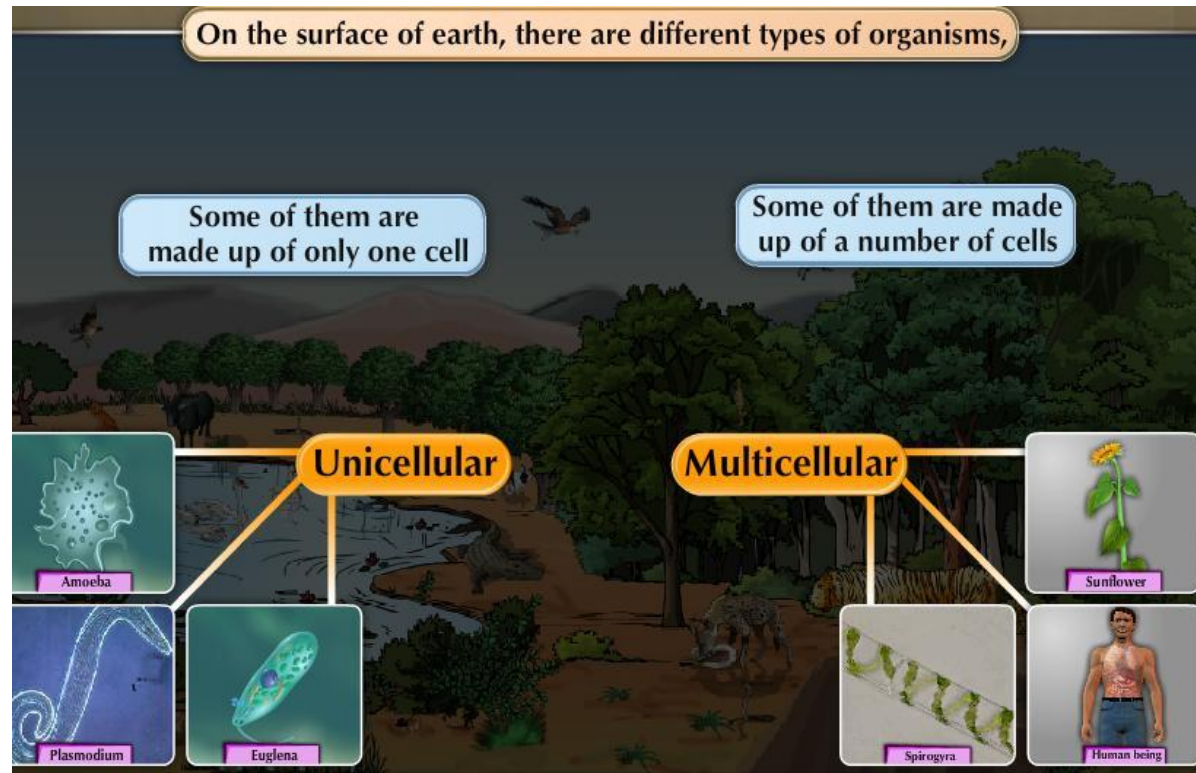 On the surface of earth, there are different types of organisms,
Some of them are
made up of only one cell
Some of them are made
up of a number of cells
Unicellular
Multicellular
Amoeba
Plasmodium
Euglena
Sunflower
Spirogyra
Human being